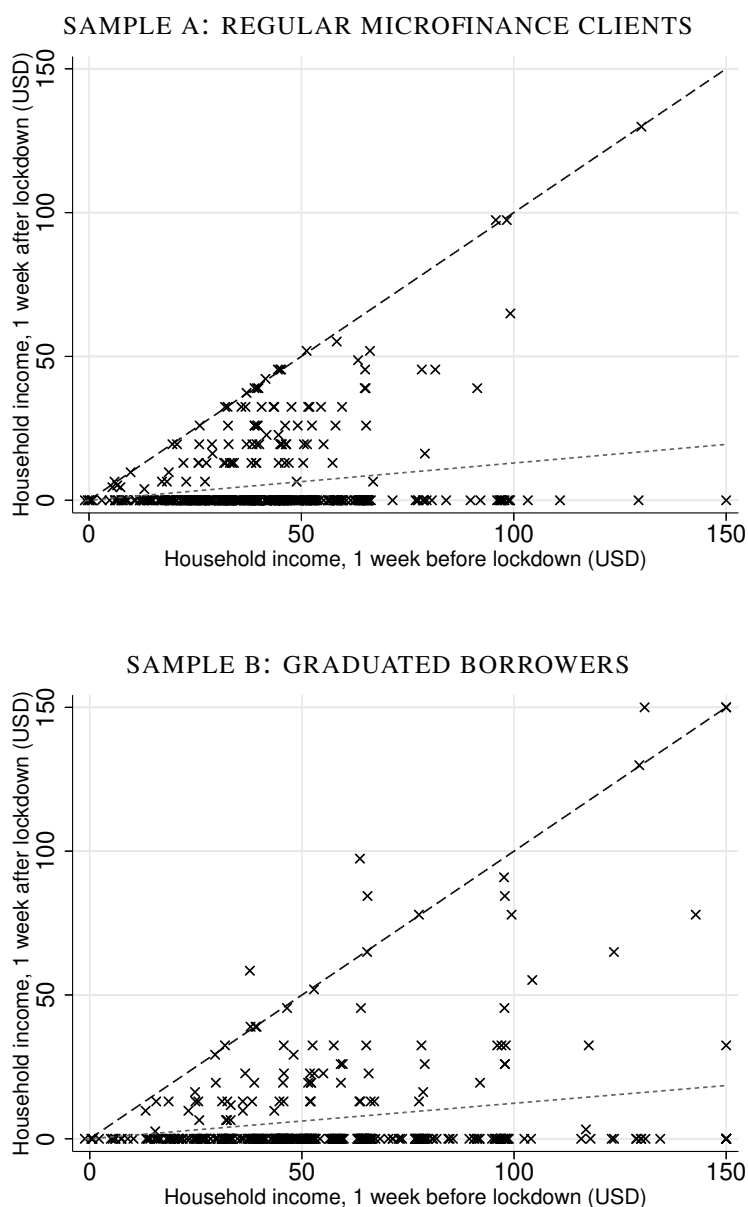 SAMPLE A: REGULAR MICROFINANCE CLIENTS
Household income, 1 week after lockdown (USD)
150
100
50
0
0 50 100 150
Household income, 1 week before lockdown (USD)
SAMPLE B: GRADUATED BORROWERS
Household income, 1 week after lockdown (USD)
150
100
50
0
0 50 100 150
Household income, 1 week before lockdown (USD)